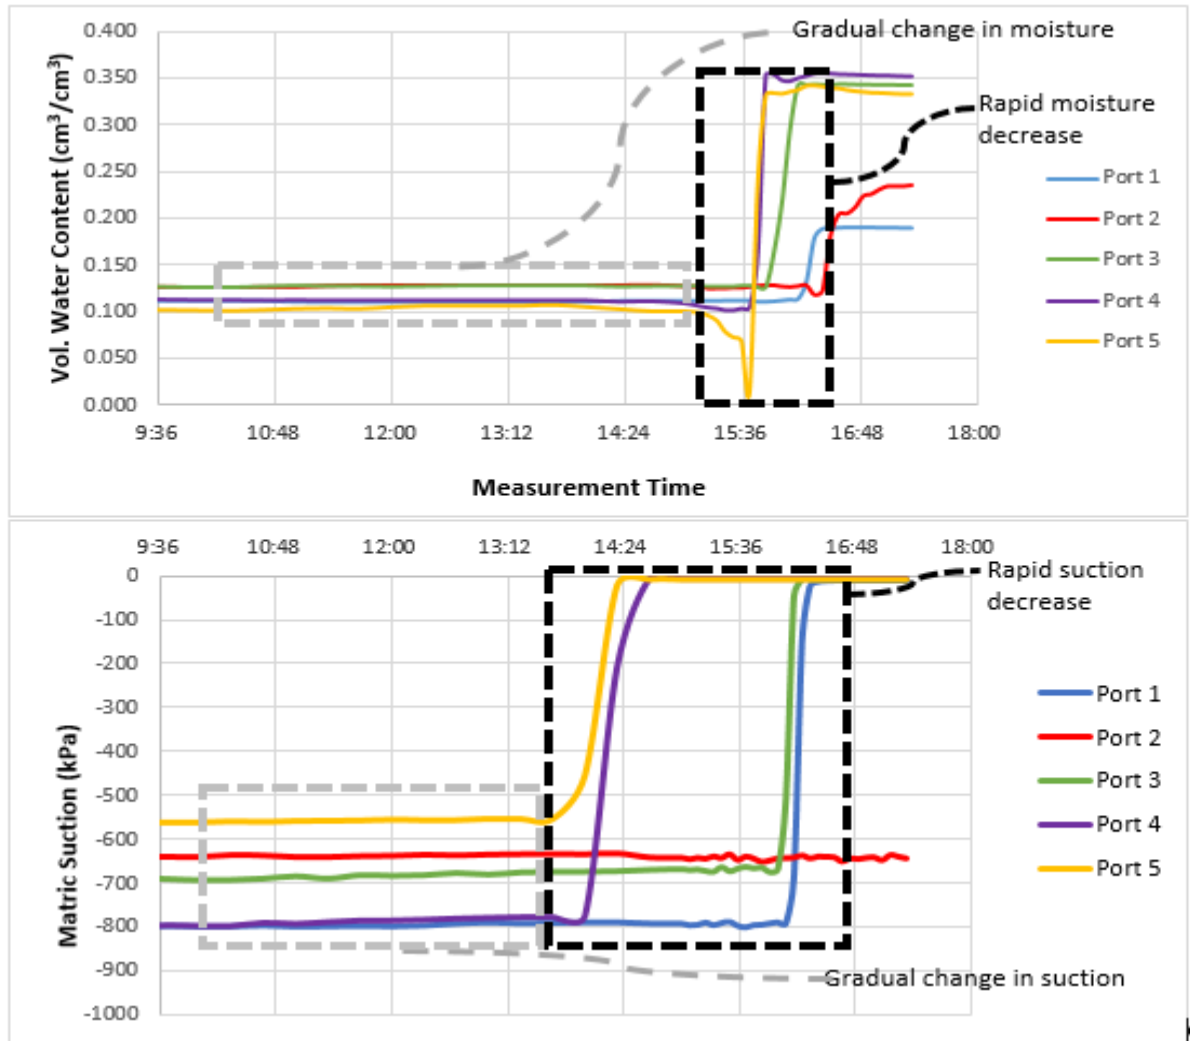 0.400
Gradual change in moisture
0.350
Rapid moisture
decrease
0.300
0.250
0.200
0.150
0.100
0.050
0.000
Vol. Water Content (cm³/cm³)
Port 1
Port 2
Port 3
Port 4
Port 5
9:36 10:48 12:00 13:12 14:24 15:36 16:48 18:00
Measurement Time
9:36 10:48 12:00 13:12 14:24 15:36 16:48 18:00
Rapid suction
decrease
0
-100
-200
-300
-400
-500
-600
-700
-800
-900
-1000
Matric Suction (kPa)
Port 1
Port 2
Port 3
Port 4
Port 5
Gradual change in suction